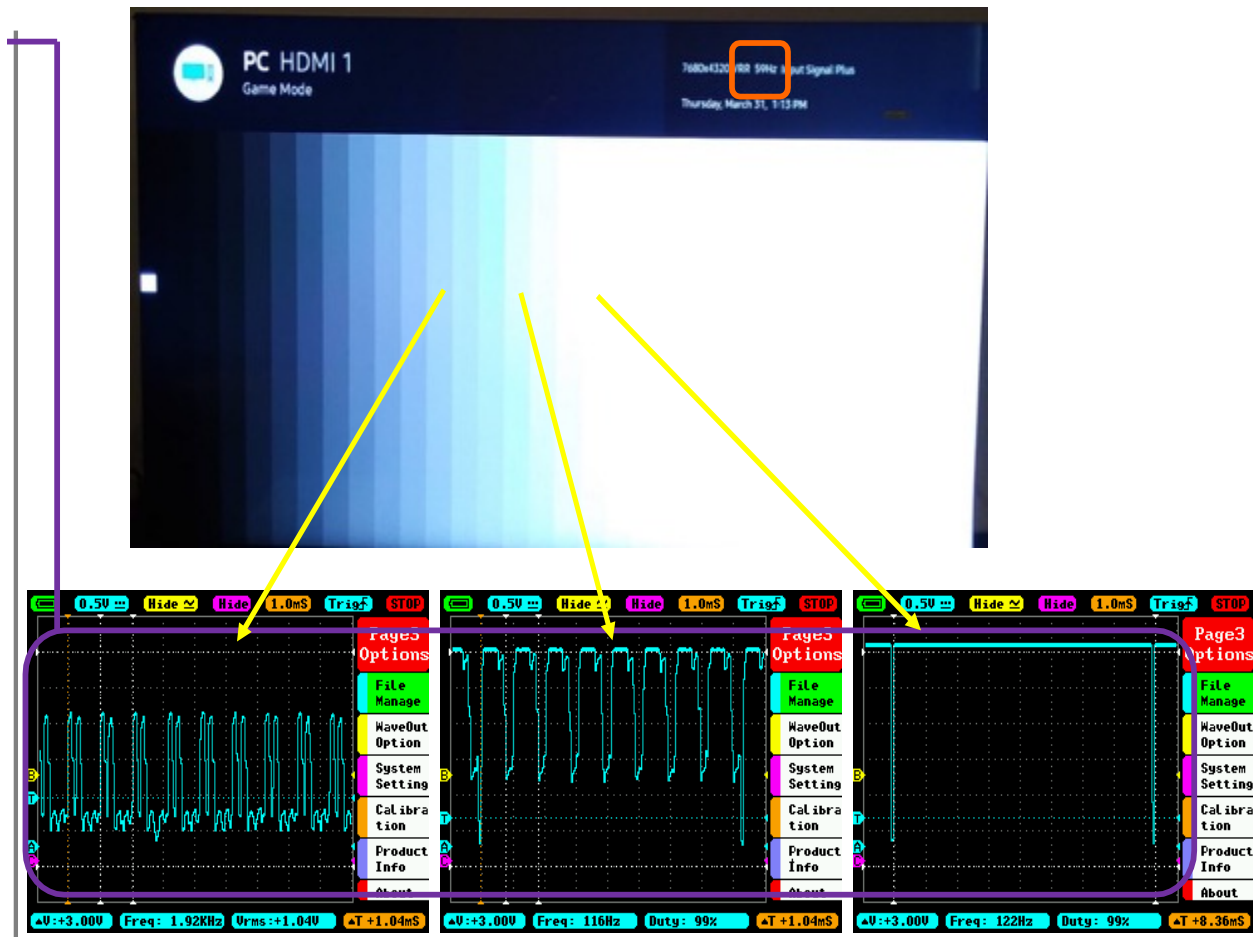 PC HDMI 1
Game Mode
7680x4320 VRR 59Hz Input Signal Plus
Thursday, March 31, 1:13 PM
0.5V Hide Hide 1.0mS Trig STOP
Page3
Options
File
Manage
WaveOut
Option
System
Setting
Calibra
tion
Product
Info
About
B
T
A
C
▲V:+3.00V Freq: 1.92KHz Vrms:+1.04V ▲T +1.04mS
0.5V Hide Hide 1.0mS Trig STOP
Page3
Options
File
Manage
WaveOut
Option
System
Setting
Calibra
tion
Product
Info
About
B
T
A
C
▲V:+3.00V Freq: 116Hz Duty: 99% ▲T +1.04mS
0.5V Hide Hide 1.0mS Trig STOP
Page3
Options
File
Manage
WaveOut
Option
System
Setting
Calibra
tion
Product
Info
About
B
T
A
C
▲V:+3.00V Freq: 122Hz Duty: 99% ▲T +8.36mS